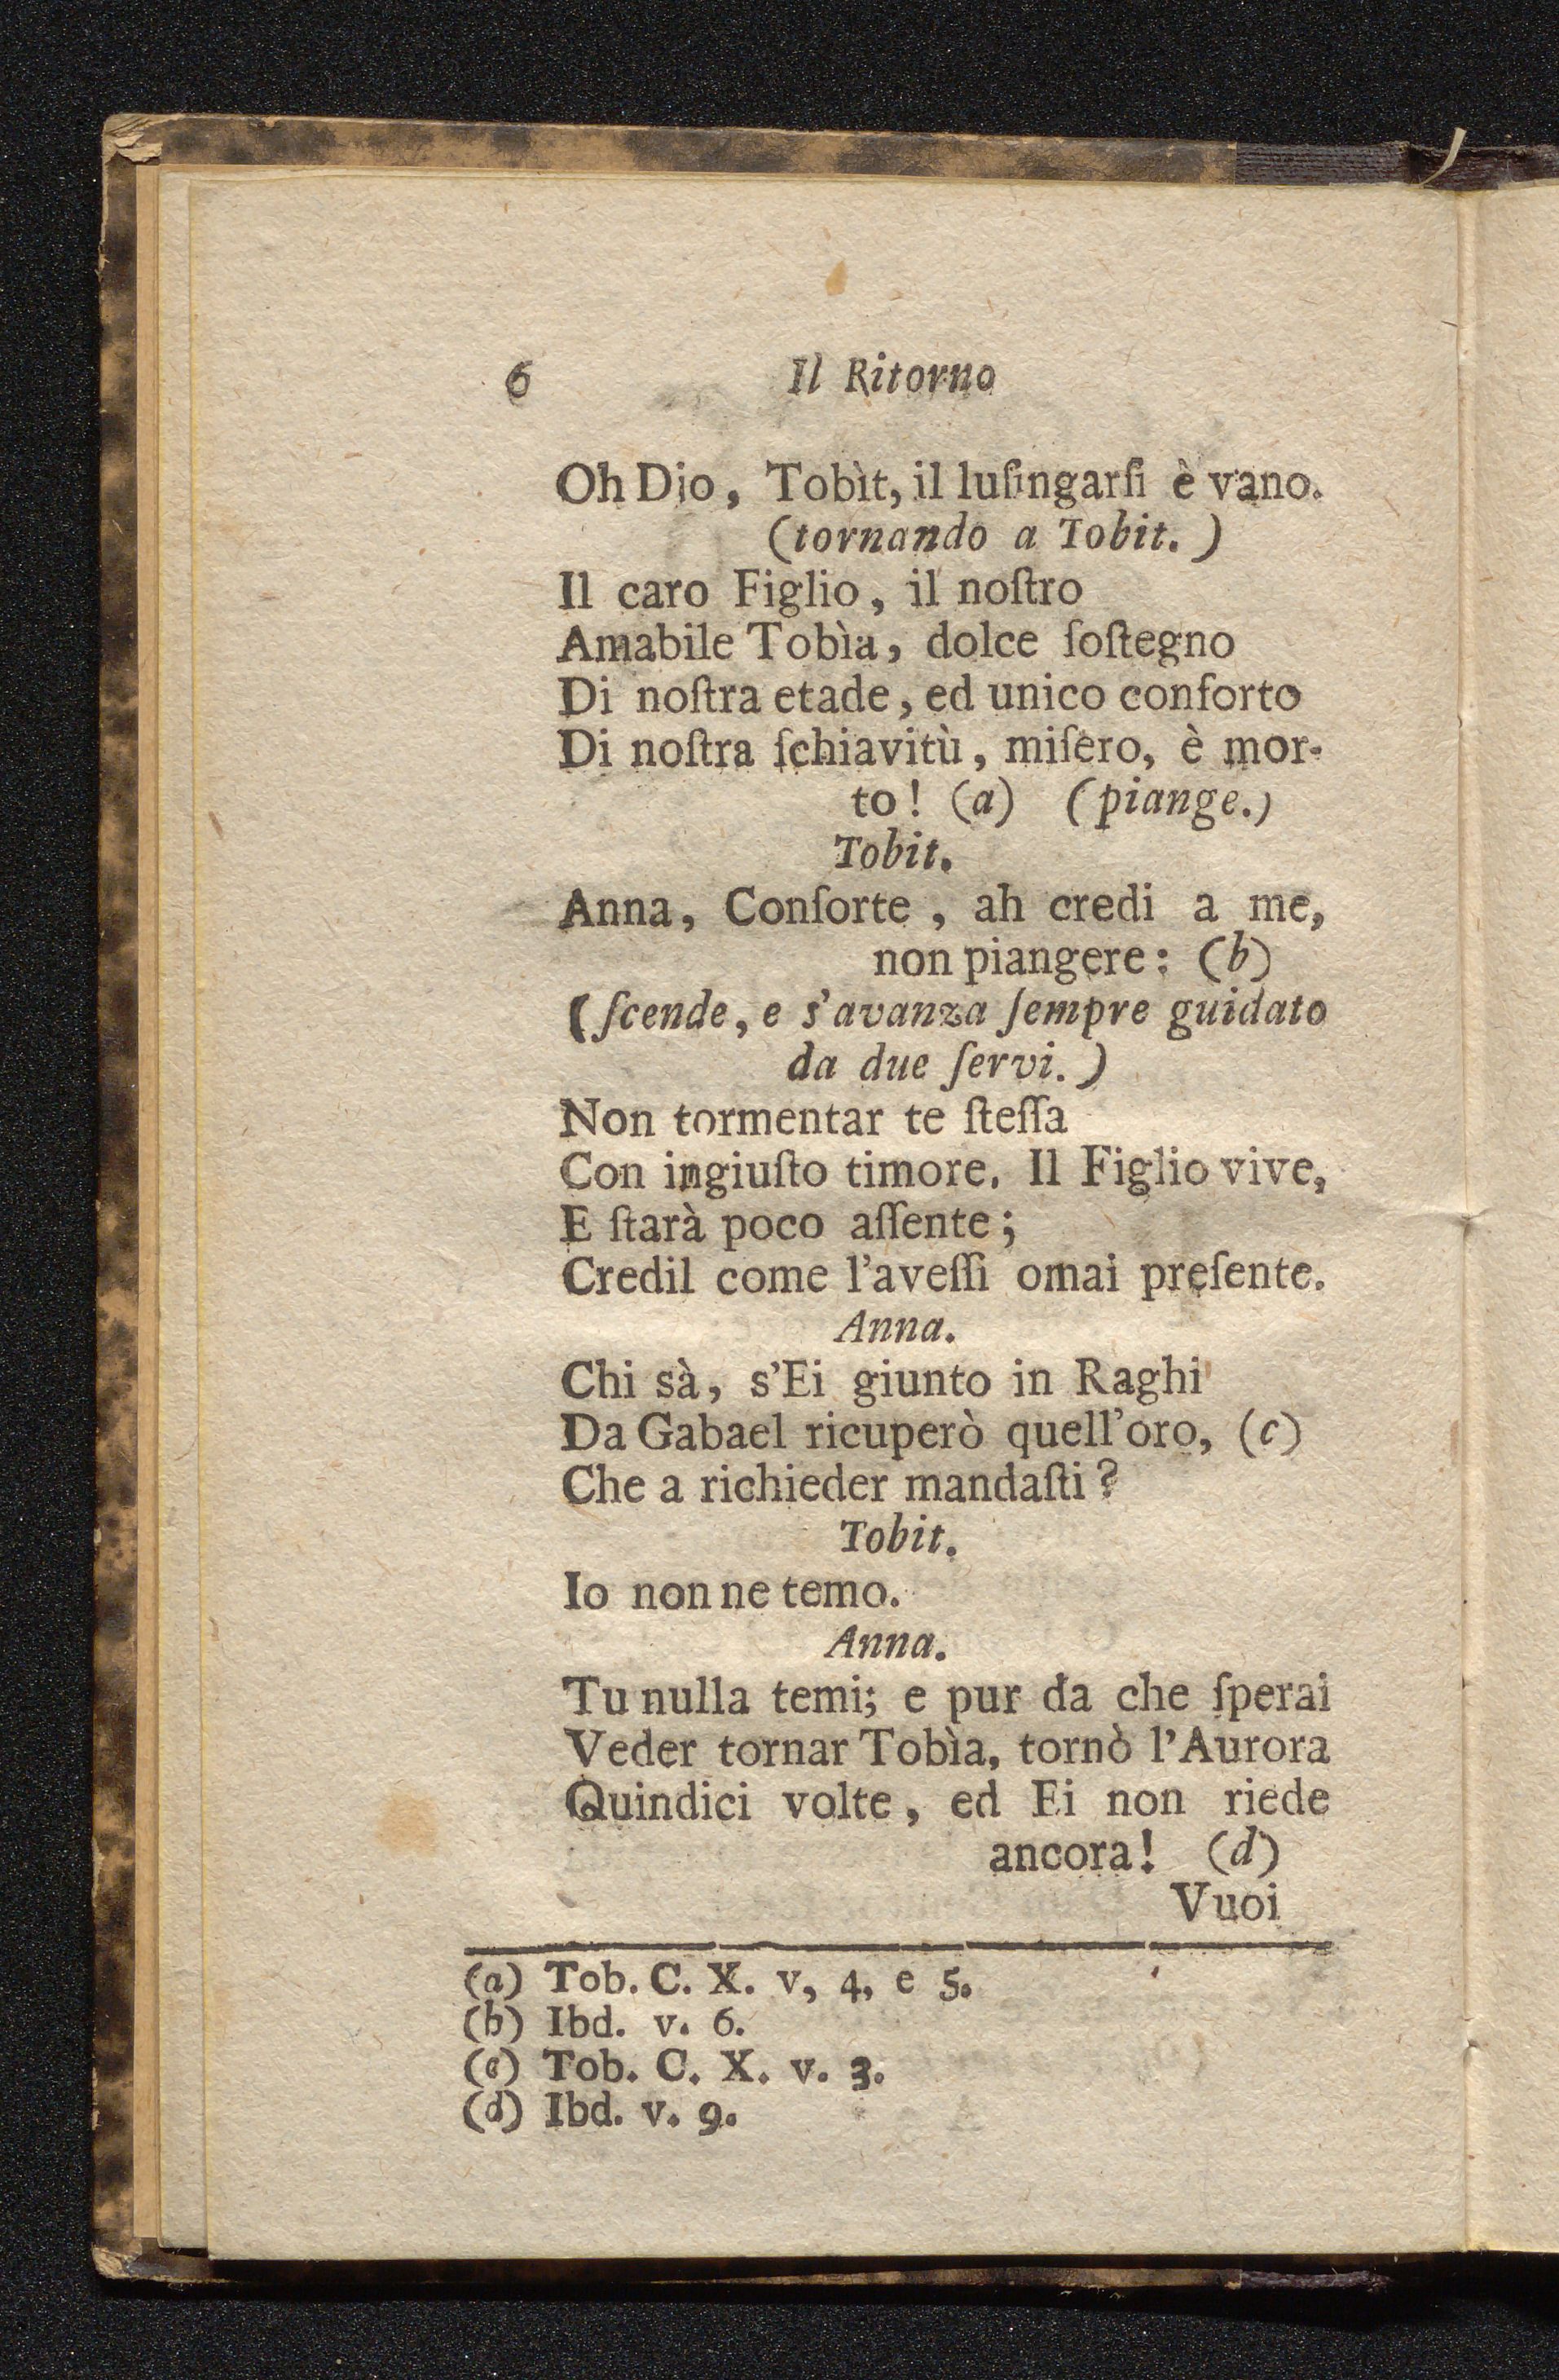 6 Il Ritorno
Oh Dio, Tobìt, il luſingarſi è vano.
(tornando a Tobit.)
Il caro Figlio, il noſtro
Amabile Tobìa, dolce ſoſtegno
Di noſtra etade, ed unico conforto
Di noſtra ſchiavitù, miſero, è mor-
to! (a) (piange.)
Tobit.
Anna, Conſorte, ah credi a me,
non piangere: (b)
(ſcende, e s'avanza ſempre guidato
da due ſervi.)
Non tormentar te ſteſſa
Con ingiuſto timore. Il Figlio vive,
E ſtarà poco aſſente;
Credil come l'aveſſi omai preſente.
Anna.
Chi sà, s'Ei giunto in Raghi
Da Gabael ricuperò quell'oro, (c)
Che a richieder mandaſti?
Tobit.
Io non ne temo.
Anna.
Tu nulla temi; e pur da che ſperai
Veder tornar Tobìa, tornò l'Aurora
Quindici volte, ed Ei non riede
ancora! (d)
Vuoi
(a) Tob. C. X. v, 4, e 5.
(b) Ibd. v. 6.
(c) Tob. C. X. v. 3.
(d) Ibd. v. 9.